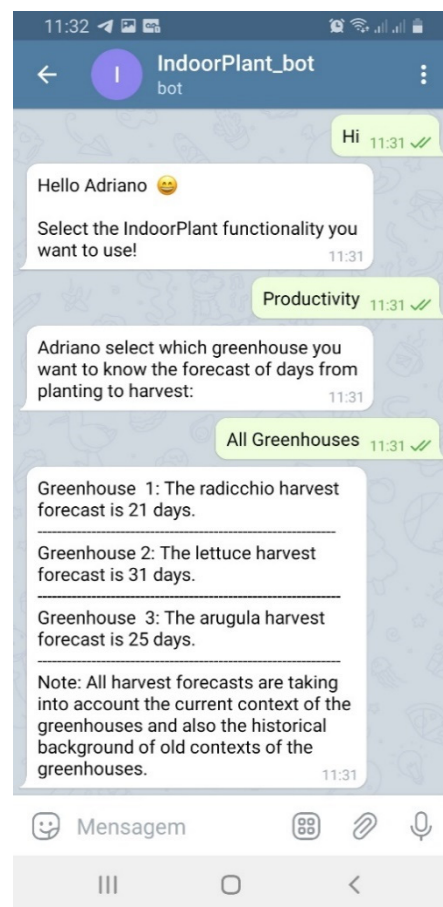 11:32
I
IndoorPlant_bot
bot
Hi 11:31
Hello Adriano 😄
Select the IndoorPlant functionality you
want to use!
11:31
Productivity 11:31
Adriano select which greenhouse you
want to know the forecast of days from
planting to harvest:
11:31
All Greenhouses 11:31
Greenhouse  1: The radicchio harvest
forecast is 21 days.
Greenhouse 2: The lettuce harvest
forecast is 31 days.
Greenhouse  3: The arugula harvest
forecast is 25 days.
Note: All harvest forecasts are taking
into account the current context of the
greenhouses and also the historical
background of old contexts of the
greenhouses.
11:31
Mensagem